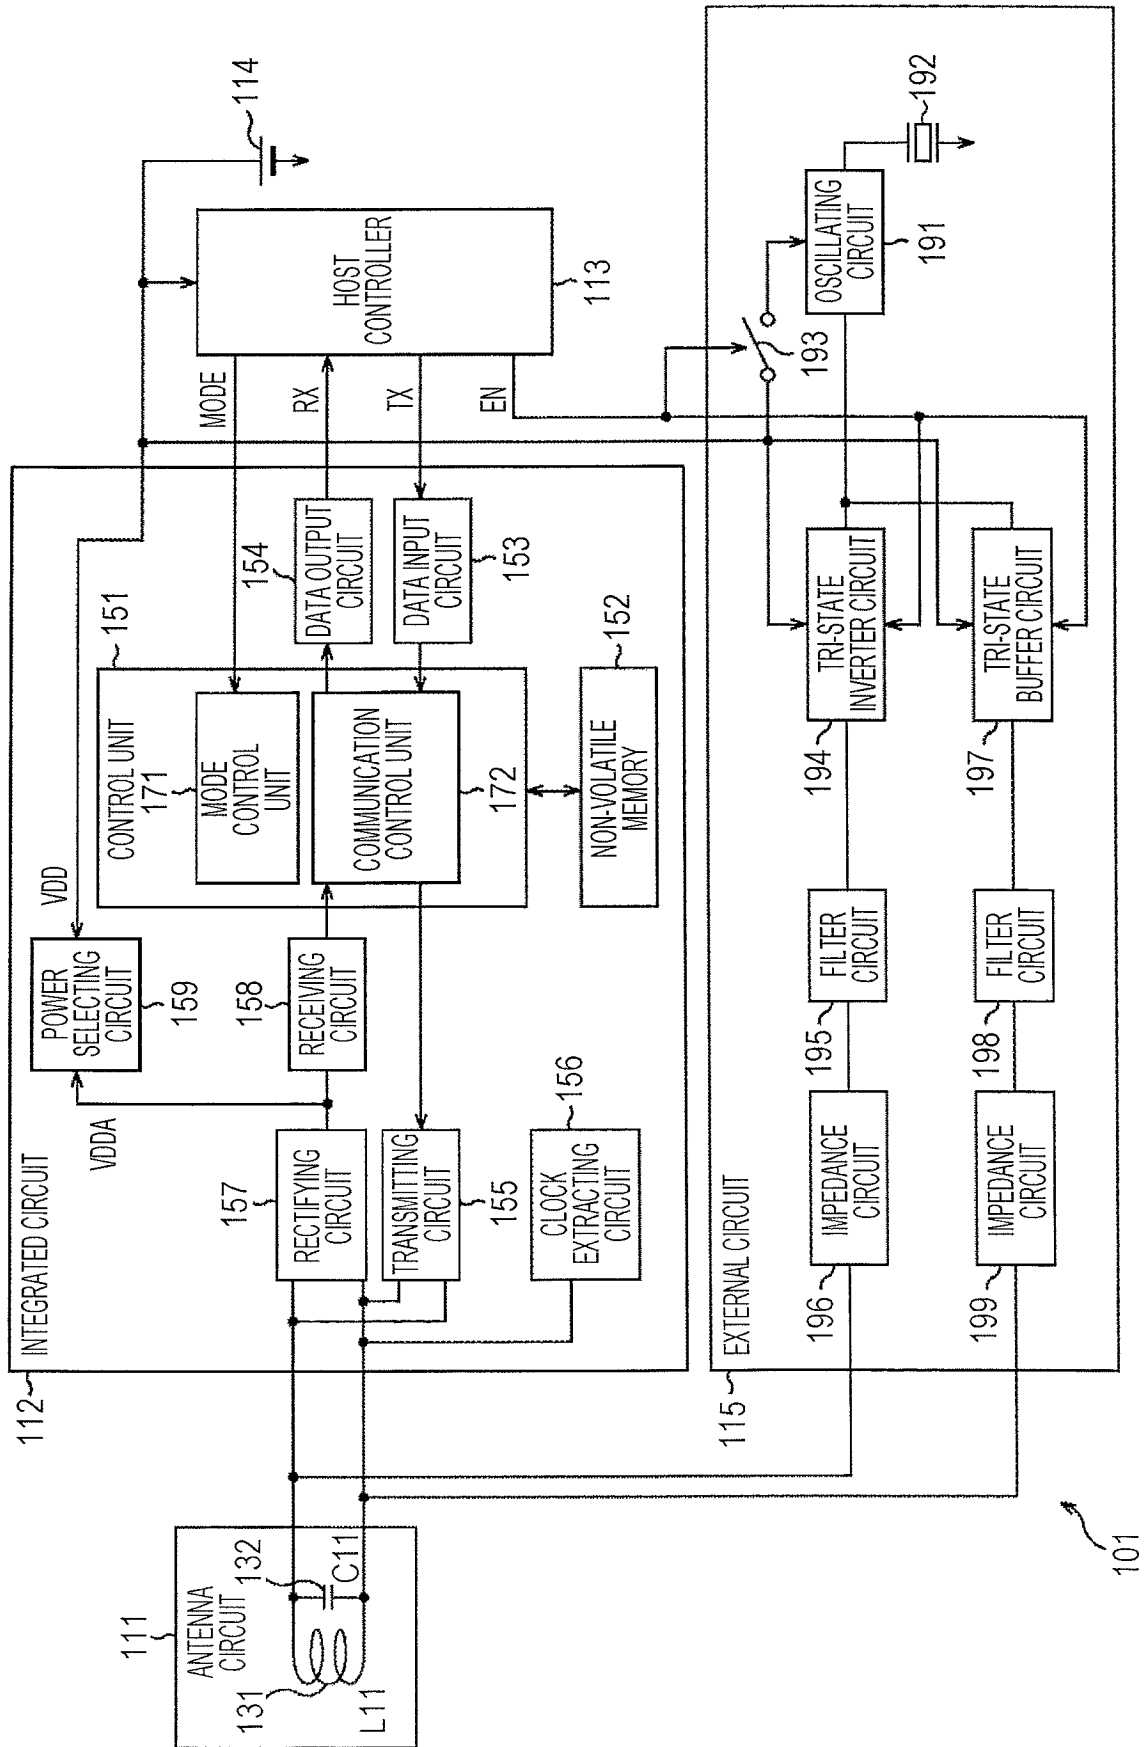 111
ANTENNA
CIRCUIT
131
132
C11
L11
112
INTEGRATED CIRCUIT
VDDA
VDD
POWER
SELECTING
CIRCUIT
159
157
RECTIFYING
CIRCUIT
158
RECEIVING
CIRCUIT
TRANSMITTING
CIRCUIT
155
CLOCK
EXTRACTING
CIRCUIT
156
CONTROL UNIT
151
171
MODE
CONTROL
UNIT
COMMUNICATION
CONTROL UNIT
172
NON-VOLATILE
MEMORY
152
154
DATA OUTPUT
CIRCUIT
DATA INPUT
CIRCUIT
153
MODE
RX
TX
EN
HOST
CONTROLLER
113
114
115
EXTERNAL CIRCUIT
196
IMPEDANCE
CIRCUIT
195
FILTER
CIRCUIT
194
TRI-STATE
INVERTER CIRCUIT
193
OSCILLATING
CIRCUIT
191
192
199
IMPEDANCE
CIRCUIT
198
FILTER
CIRCUIT
197
TRI-STATE
BUFFER CIRCUIT
101